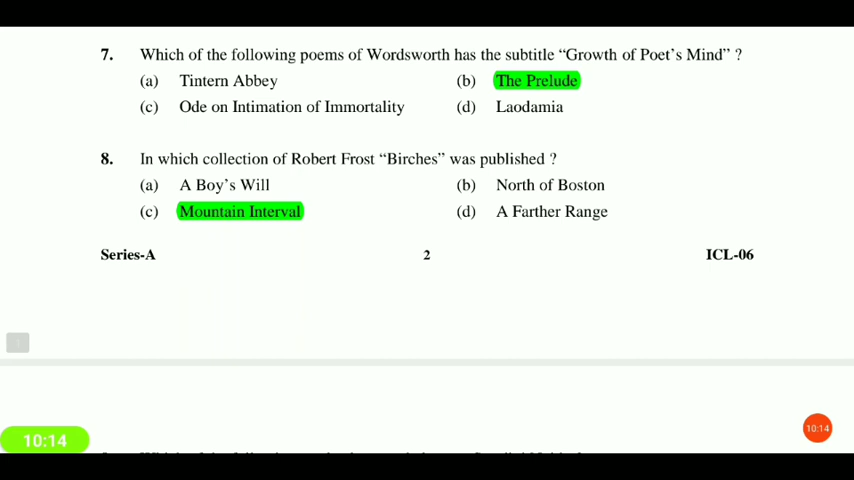 7. Which of the following poems of Wordsworth has the subtitle “Growth of Poet’s Mind” ?
(a) Tintern Abbey (b) The Prelude
(c) Ode on Intimation of Immortality (d) Laodamia
8. In which collection of Robert Frost “Birches” was published ?
(a) A Boy’s Will (b) North of Boston
(c) Mountain Interval (d) A Farther Range
Series-A 2 ICL-06
10:14
10:14